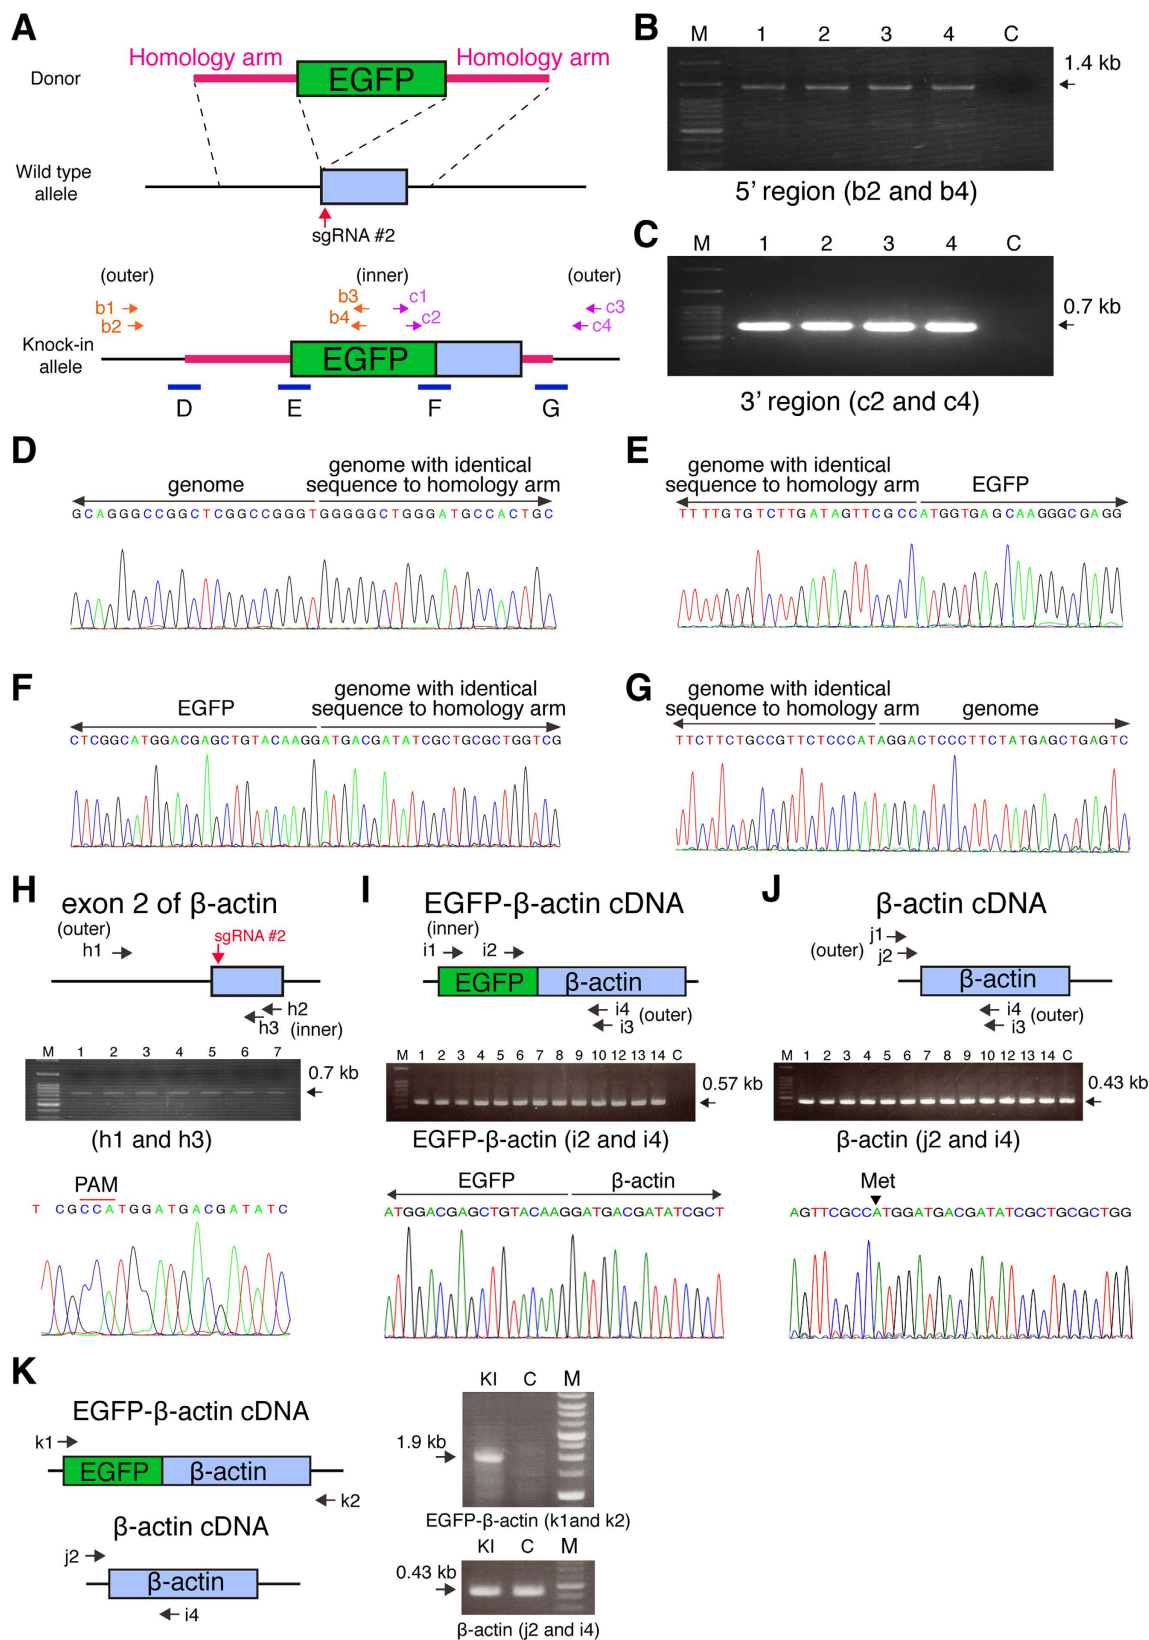 A
Homology arm
Homology arm
Donor
EGFP
Wild type
allele
sgRNA #2
(outer)
(inner)
(outer)
b1
b2
b3
b4
c1
c2
c3
c4
Knock-in
allele
EGFP
D
E
F
G
B
M 1 2 3 4 C
1.4 kb
5’ region (b2 and b4)
C
M 1 2 3 4 C
0.7 kb
3’ region (c2 and c4)
D
genome
genome with identical
sequence to homology arm
GCAGGGCCGGCTCGGCCGGGTGGGGGCTGGGATGCCACTGC
E
genome with identical
sequence to homology arm
EGFP
TTTTGTGTCTTGATAGTTCGCCATGGTGAGCAAGGGCGAGG
F
EGFP
genome with identical
sequence to homology arm
CTCGGCATGGACGAGCTGTACAAGGATGACGATATCGCTGCGCTGGTCG
G
genome with identical
sequence to homology arm
genome
TTCTTCTGCCGTTCTCCCATAGGACTCCCTTCTATGAGCTGAGTC
H
exon 2 of β-actin
(outer)
h1
sgRNA #2
h2
h3
(inner)
M 1 2 3 4 5 6 7
0.7 kb
(h1 and h3)
PAM
T CGCCATGGATGACGATATC
I
EGFP-β-actin cDNA
(inner)
i1
i2
EGFP
β-actin
i4
i3
(outer)
M 1 2 3 4 5 6 7 8 9 10 12 13 14 C
0.57 kb
EGFP-β-actin (i2 and i4)
EGFP
β-actin
ATGGACGAGCTGTACAAGGATGACGATATCGCT
J
β-actin cDNA
j1
(outer)
j2
β-actin
i4
i3
(outer)
M 1 2 3 4 5 6 7 8 9 10 12 13 14 C
0.43 kb
β-actin (j2 and i4)
Met
AGTTCGCCATGGATGACGATATCGCTGCGCTGG
K
EGFP-β-actin cDNA
k1
EGFP
β-actin
k2
β-actin cDNA
j2
β-actin
i4
KI C M
1.9 kb
EGFP-β-actin (k1and k2)
KI C M
0.43 kb
β-actin (j2 and i4)